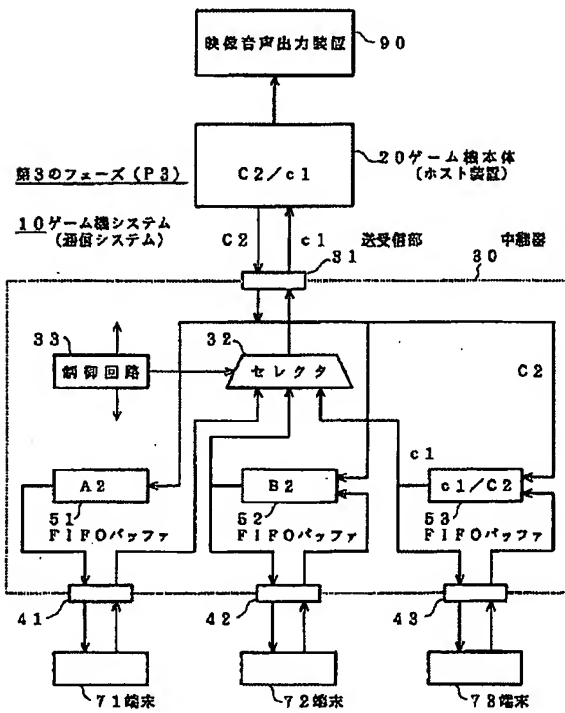 映像音声出力装置
90
C2/c1
20ゲーム機本体
(ホスト装置)
第3のフェーズ(P3)
10ゲーム機システム
(通信システム)
C2
c1
送受信部
31
中継器
30
33
制御回路
32
セレクタ
C2
c1
A2
51
FIFOバッファ
B2
52
FIFOバッファ
c1/C2
53
FIFOバッファ
41
42
43
71端末
72端末
73端末